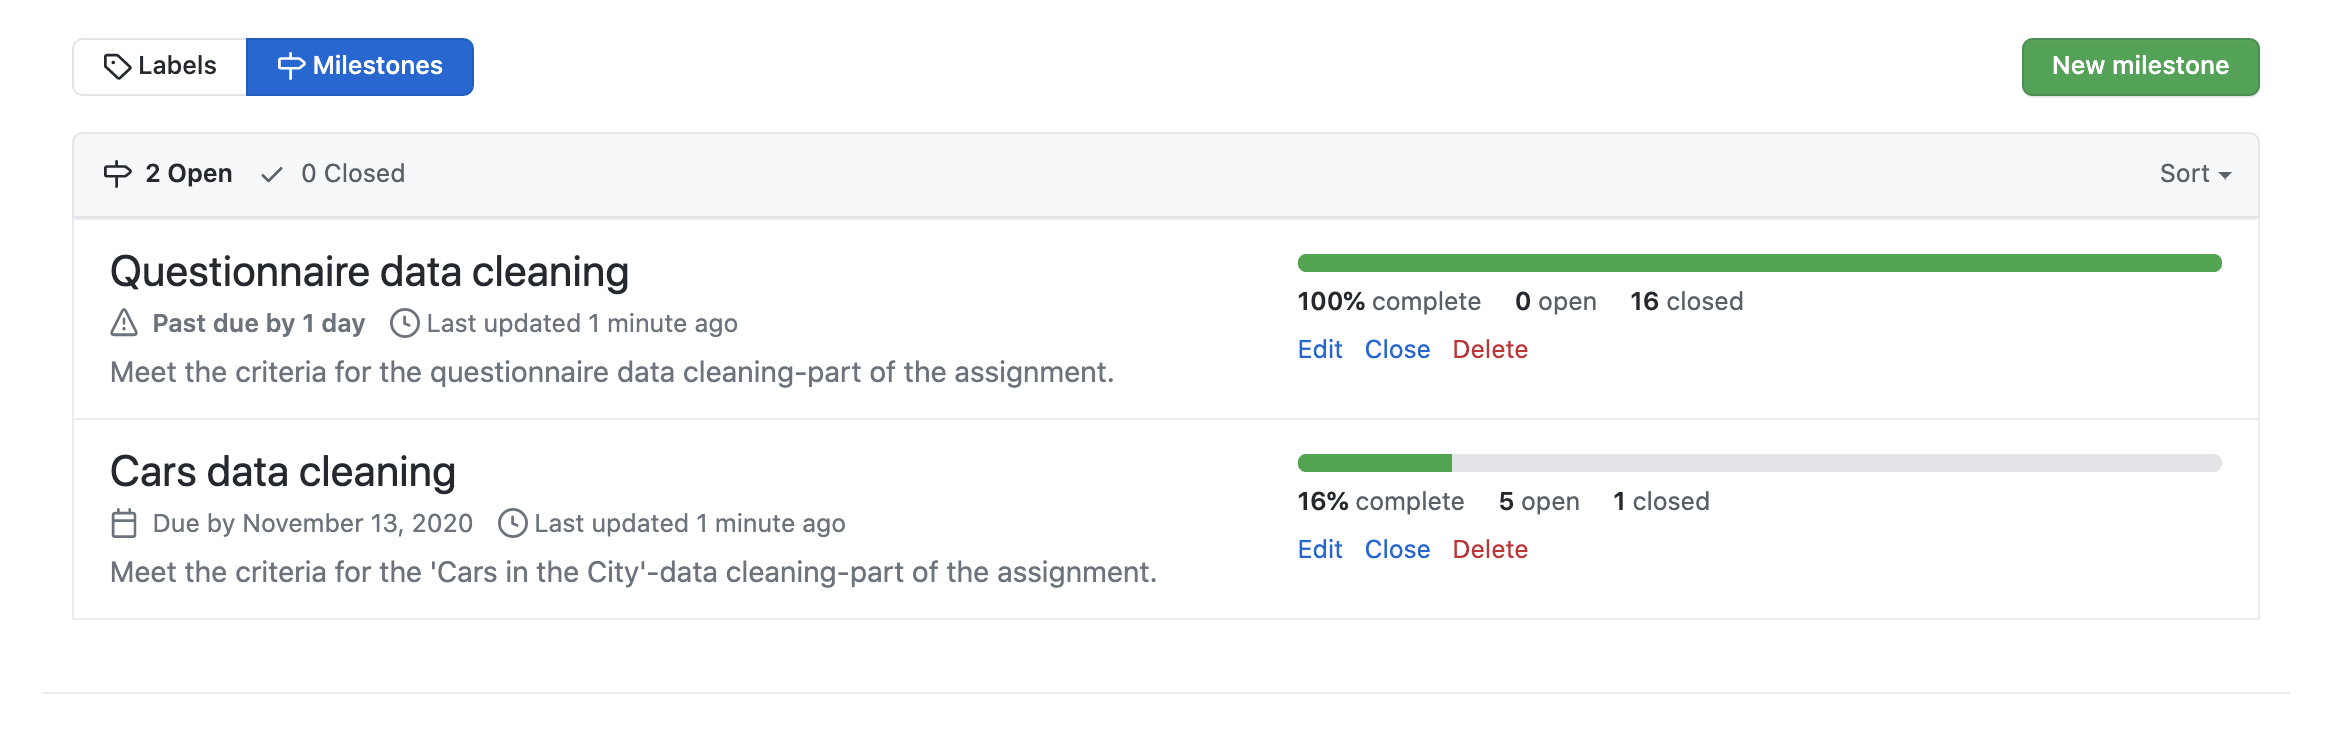 Labels Milestones New milestone
2 Open 0 Closed Sort
Questionnaire data cleaning
Past due by 1 day Last updated 1 minute ago
Meet the criteria for the questionnaire data cleaning-part of the assignment.
100% complete 0 open 16 closed
Edit Close Delete
Cars data cleaning
Due by November 13, 2020 Last updated 1 minute ago
Meet the criteria for the 'Cars in the City'-data cleaning-part of the assignment.
16% complete 5 open 1 closed
Edit Close Delete